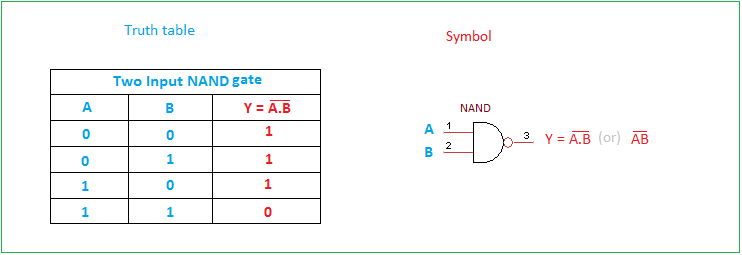 Truth table
Symbol
Two Input NAND gate
A B Y = A̅.̅B̅
0 0 1
0 1 1
1 0 1
1 1 0
NAND
A 1
B 2
3 Y = A̅.̅B̅ (or) A̅B̅